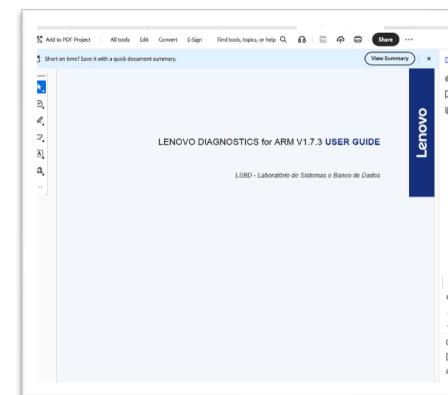 Add to PDF Project All tools Edit Convert E-Sign Find tools, topics, or help Share
Short on time? Save it with a quick document summary. View Summary
Lenovo
LENOVO DIAGNOSTICS for ARM V1.7.3 USER GUIDE
LSBD - Laboratório de Sistemas e Banco de Dados